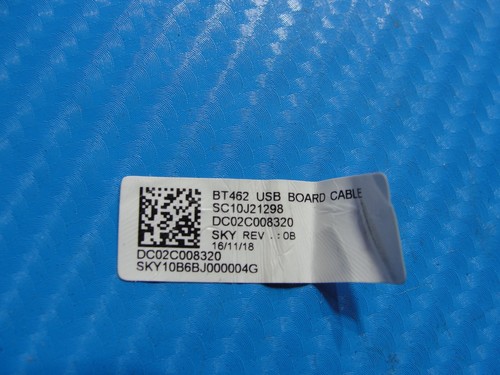 BT462 USB BOARD CABLE
SC10J21298
DC02C008320
SKY REV.:0B
16/11/18
DC02C008320
SKY10B6BJ000004G